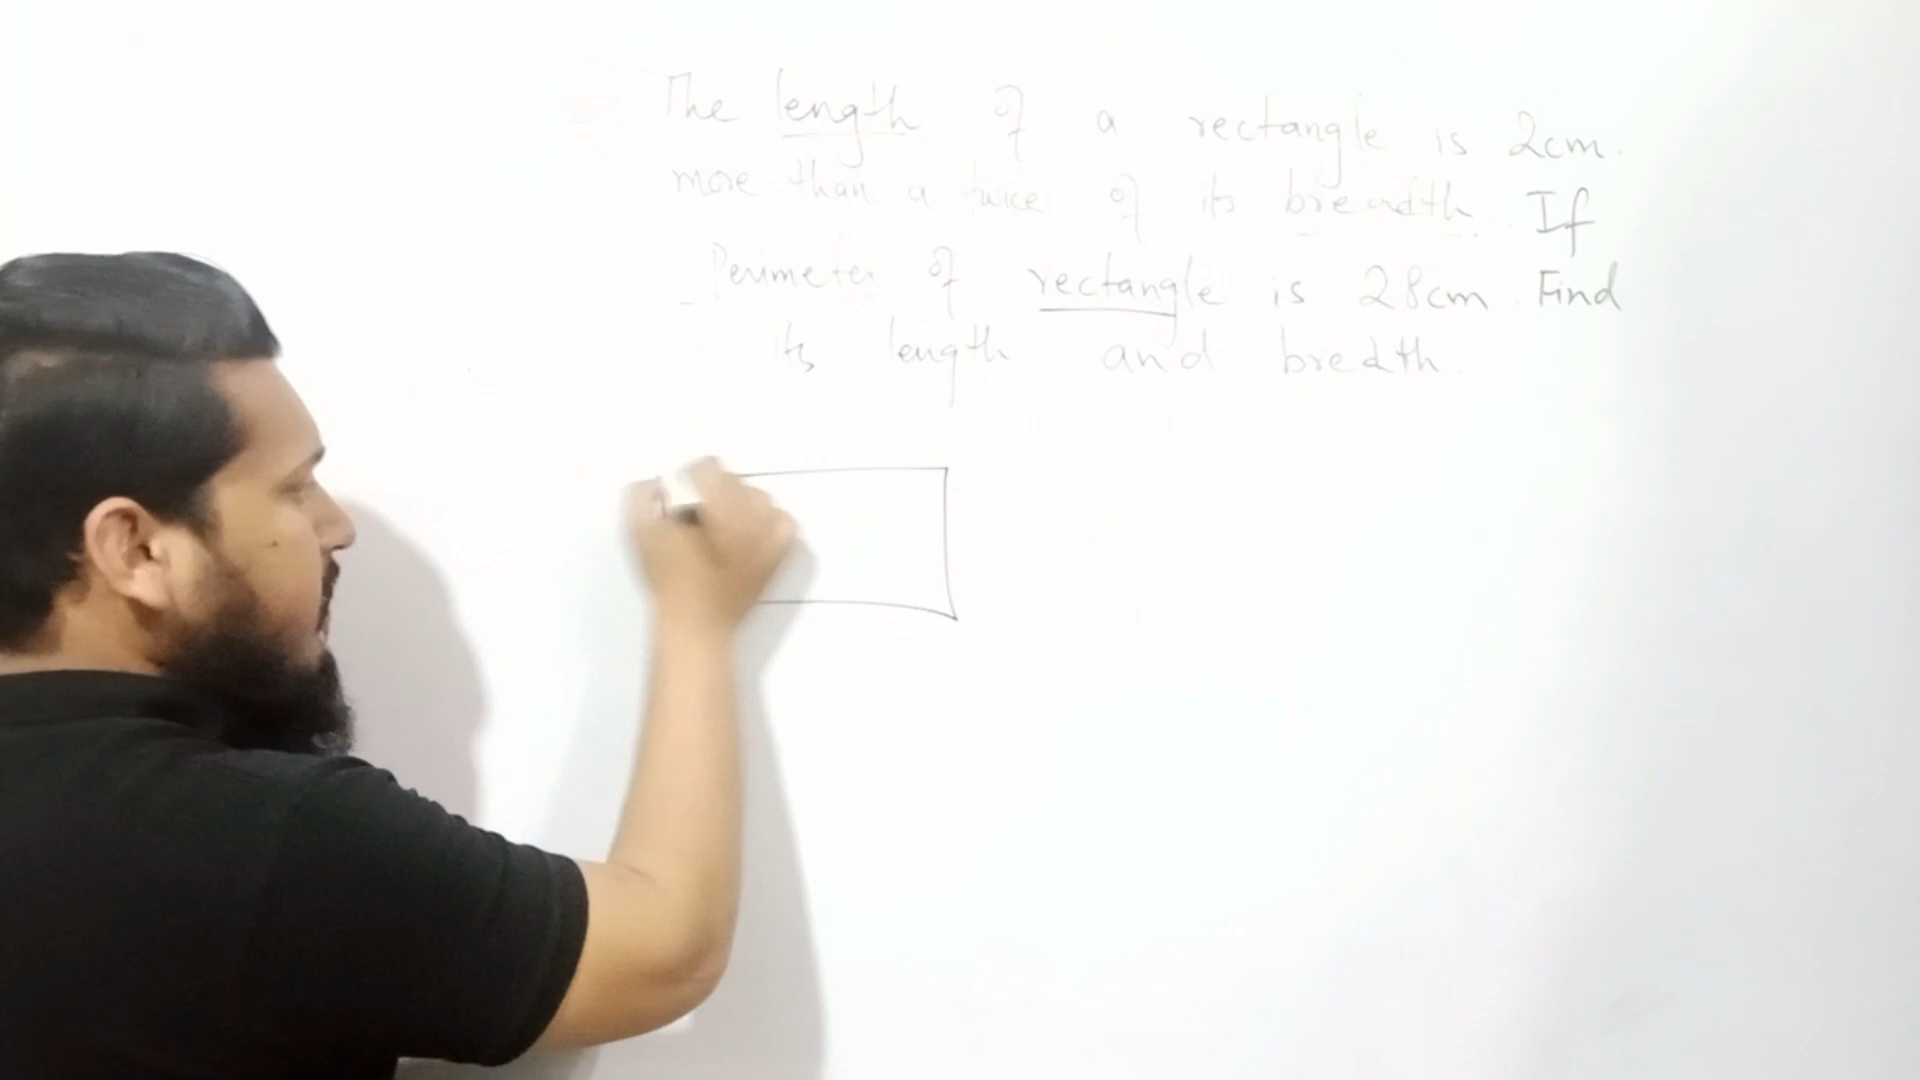 The length of a rectangle is 2cm.
more than a twice of its breadth. If
Perimeter of rectangle is 28cm. Find
its length and breadth.